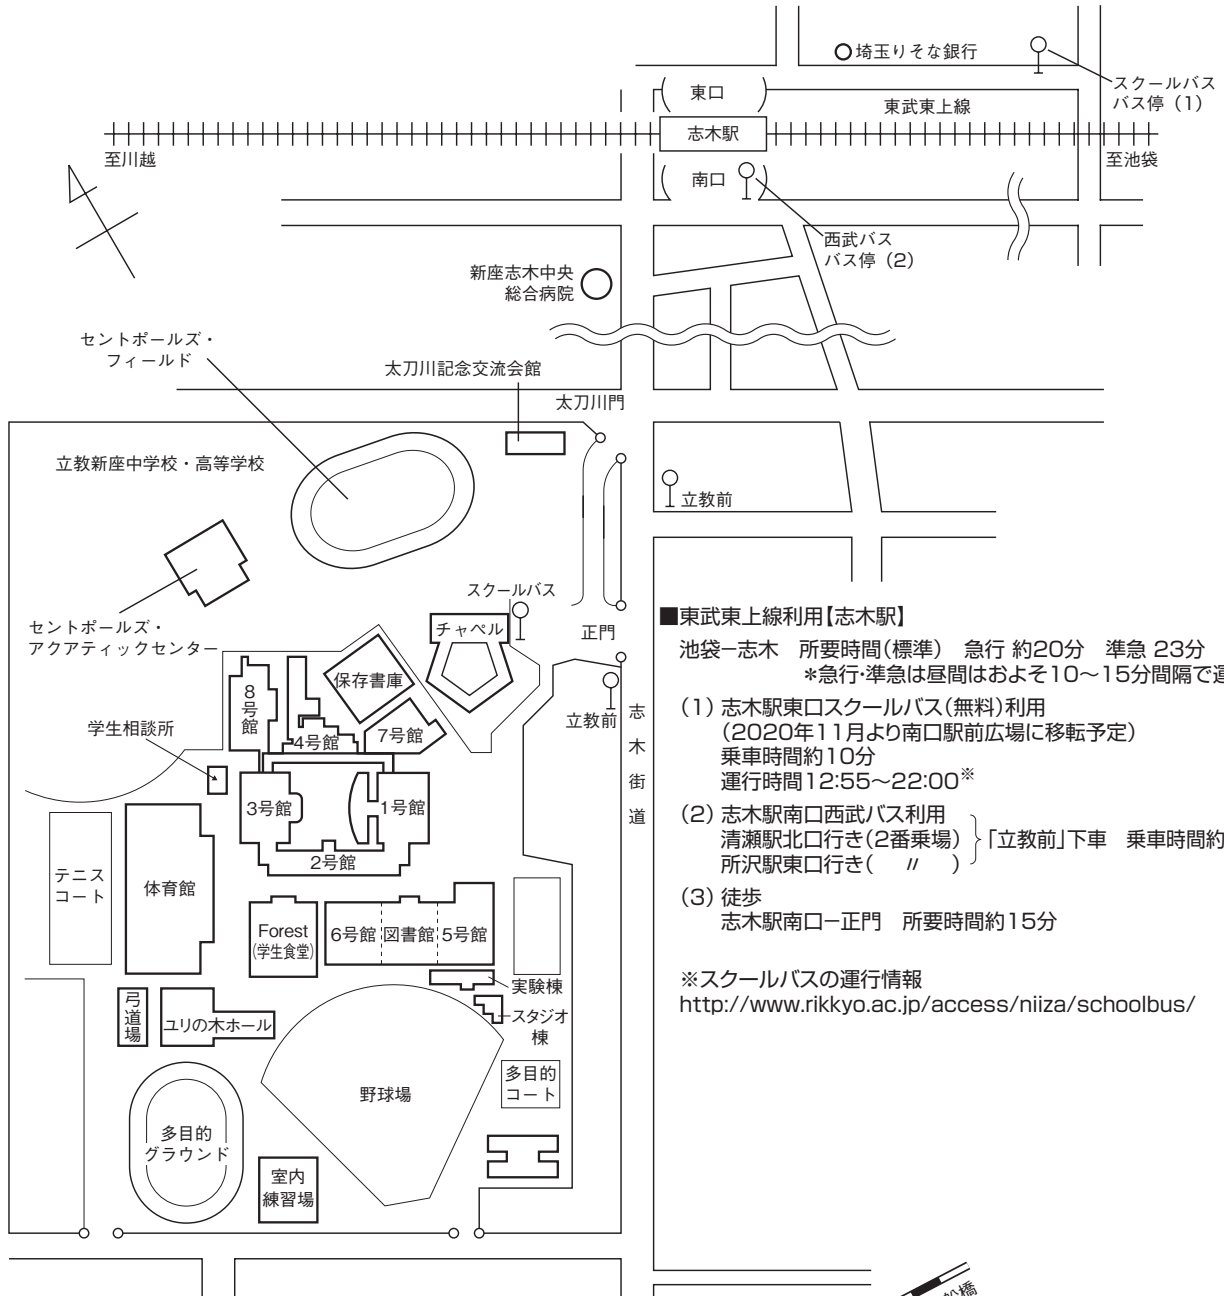 埼玉りそな銀行
スクールバス
バス停（1）
東口
東武東上線
志木駅
至川越
至池袋
南口
西武バス
バス停（2）
新座志木中央
総合病院
セントポールズ・
フィールド
太刀川記念交流会館
太刀川門
立教新座中学校・高等学校
立教前
スクールバス
セントポールズ・
アクアティックセンター
チャペル
正門
保存書庫
8号館
立教前
志木街道
学生相談所
4号館
7号館
3号館
1号館
2号館
テニス
コート
体育館
Forest
(学生食堂)
6号館
図書館
5号館
実験棟
弓道場
ユリの木ホール
スタジオ
棟
多目的
コート
野球場
多目的
グラウンド
室内
練習場
■東武東上線利用【志木駅】
池袋−志木　所要時間（標準）　急行 約20分　準急 23分
＊急行・準急は昼間はおよそ10〜15分間隔で運
（1）志木駅東口スクールバス（無料）利用
（2020年11月より南口駅前広場に移転予定）
乗車時間約10分
運行時間12:55〜22:00※
（2）志木駅南口西武バス利用
清瀬駅北口行き（2番乗場）
所沢駅東口行き（　〃　）
「立教前」下車　乗車時間約
（3）徒歩
志木駅南口−正門　所要時間約15分
※スクールバスの運行情報
http://www.rikkyo.ac.jp/access/niiza/schoolbus/
船橋